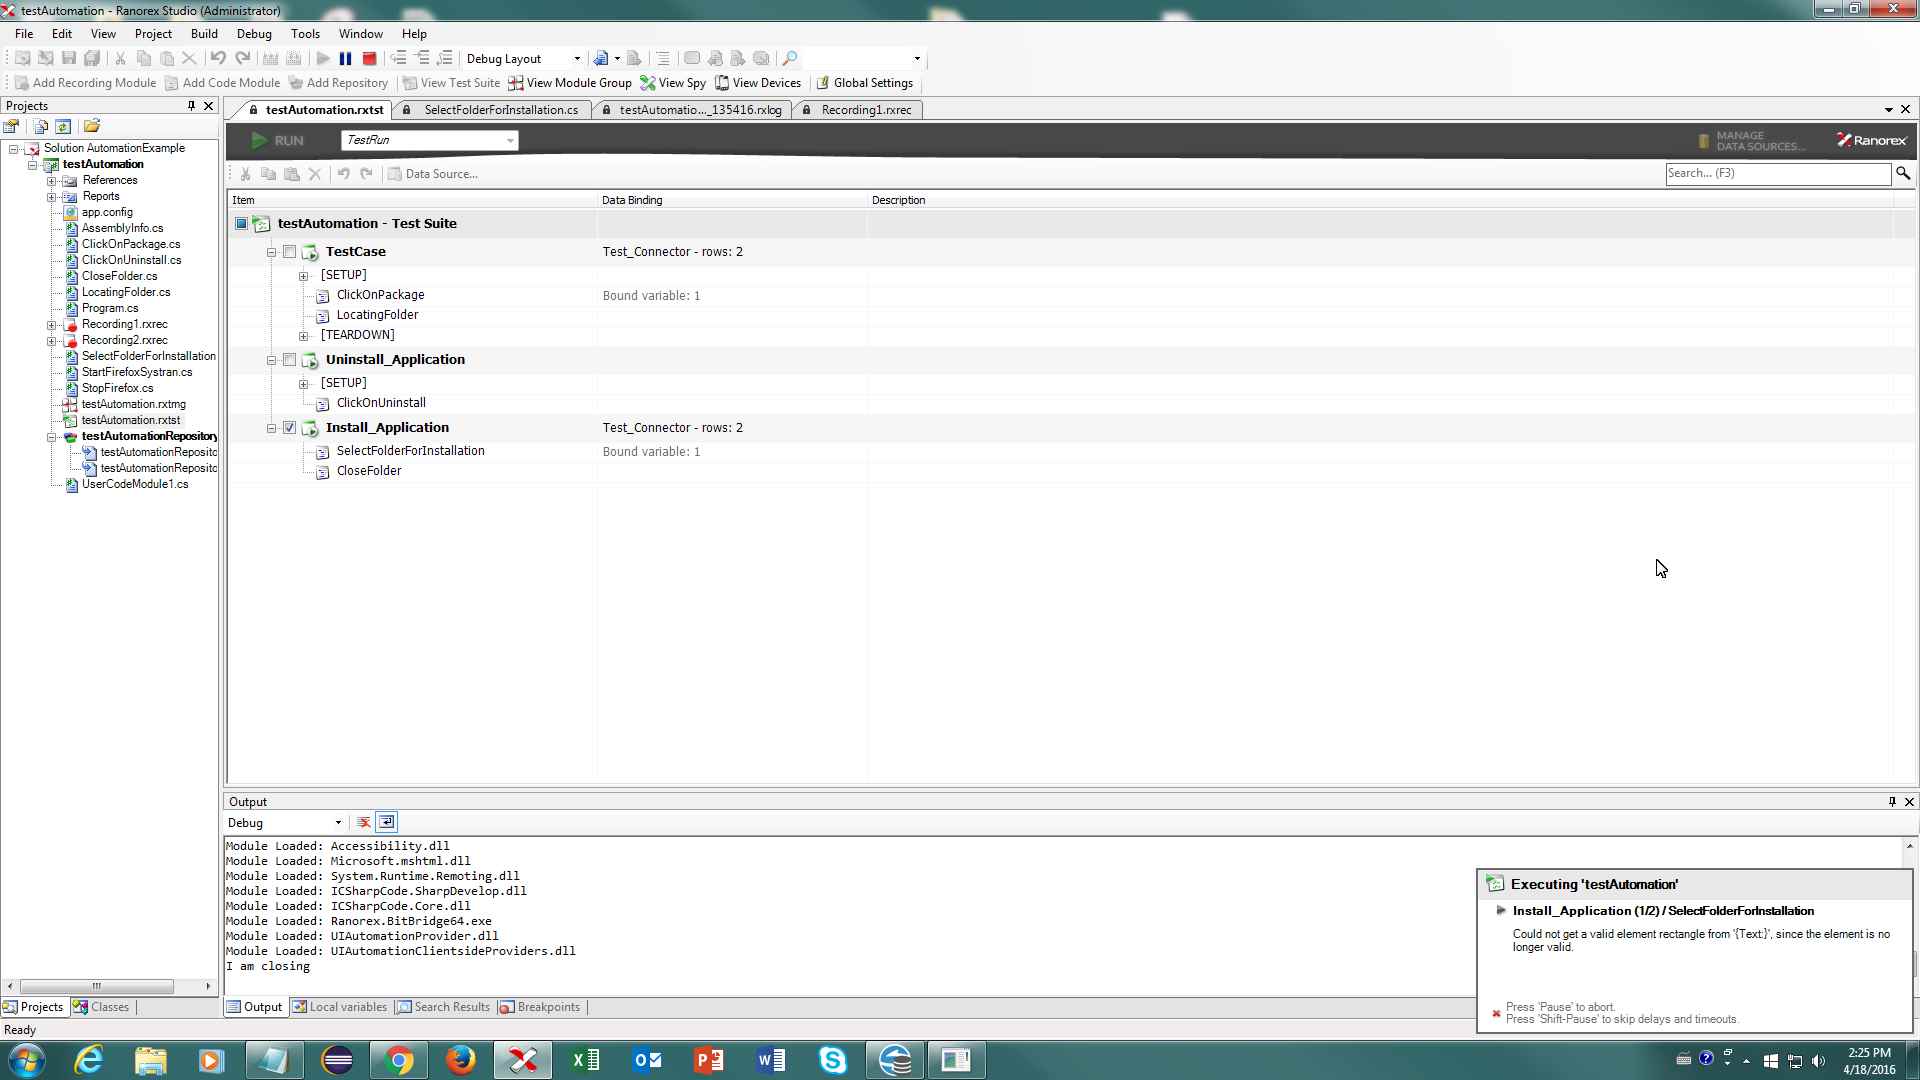 testAutomation - Ranorex Studio (Administrator)
File Edit View Project Build Debug Tools Window Help
Debug Layout
Add Recording Module Add Code Module Add Repository View Test Suite View Module Group View Spy View Devices Global Settings
Projects
testAutomation.rxtst SelectFolderForInstallation.cs testAutomatio..._135416.rxlog Recording1.rxrec
RUN TestRun MANAGE DATA SOURCES... Ranorex
Data Source... Search... (F3)
Solution AutomationExample
testAutomation
References
Reports
app.config
AssemblyInfo.cs
ClickOnPackage.cs
ClickOnUninstall.cs
CloseFolder.cs
LocatingFolder.cs
Program.cs
Recording1.rxrec
Recording2.rxrec
SelectFolderForInstallation
StartFirefoxSystran.cs
StopFirefox.cs
testAutomation.rxtmg
testAutomation.rxtst
testAutomationRepository
testAutomationReposito
testAutomationReposito
UserCodeModule1.cs
Item Data Binding Description
testAutomation - Test Suite
TestCase Test_Connector - rows: 2
[SETUP]
ClickOnPackage Bound variable: 1
LocatingFolder
[TEARDOWN]
Uninstall_Application
[SETUP]
ClickOnUninstall
Install_Application Test_Connector - rows: 2
SelectFolderForInstallation Bound variable: 1
CloseFolder
Output
Debug
Module Loaded: Accessibility.dll
Module Loaded: Microsoft.mshtml.dll
Module Loaded: System.Runtime.Remoting.dll
Module Loaded: ICSharpCode.SharpDevelop.dll
Module Loaded: ICSharpCode.Core.dll
Module Loaded: Ranorex.BitBridge64.exe
Module Loaded: UIAutomationProvider.dll
Module Loaded: UIAutomationClientsideProviders.dll
I am closing
Executing 'testAutomation'
Install_Application (1/2) / SelectFolderForInstallation
Could not get a valid element rectangle from '{Text:}', since the element is no
longer valid.
Press 'Pause' to abort.
Press 'Shift-Pause' to skip delays and timeouts.
Projects Classes
Output Local variables Search Results Breakpoints
Ready
2:25 PM
4/18/2016